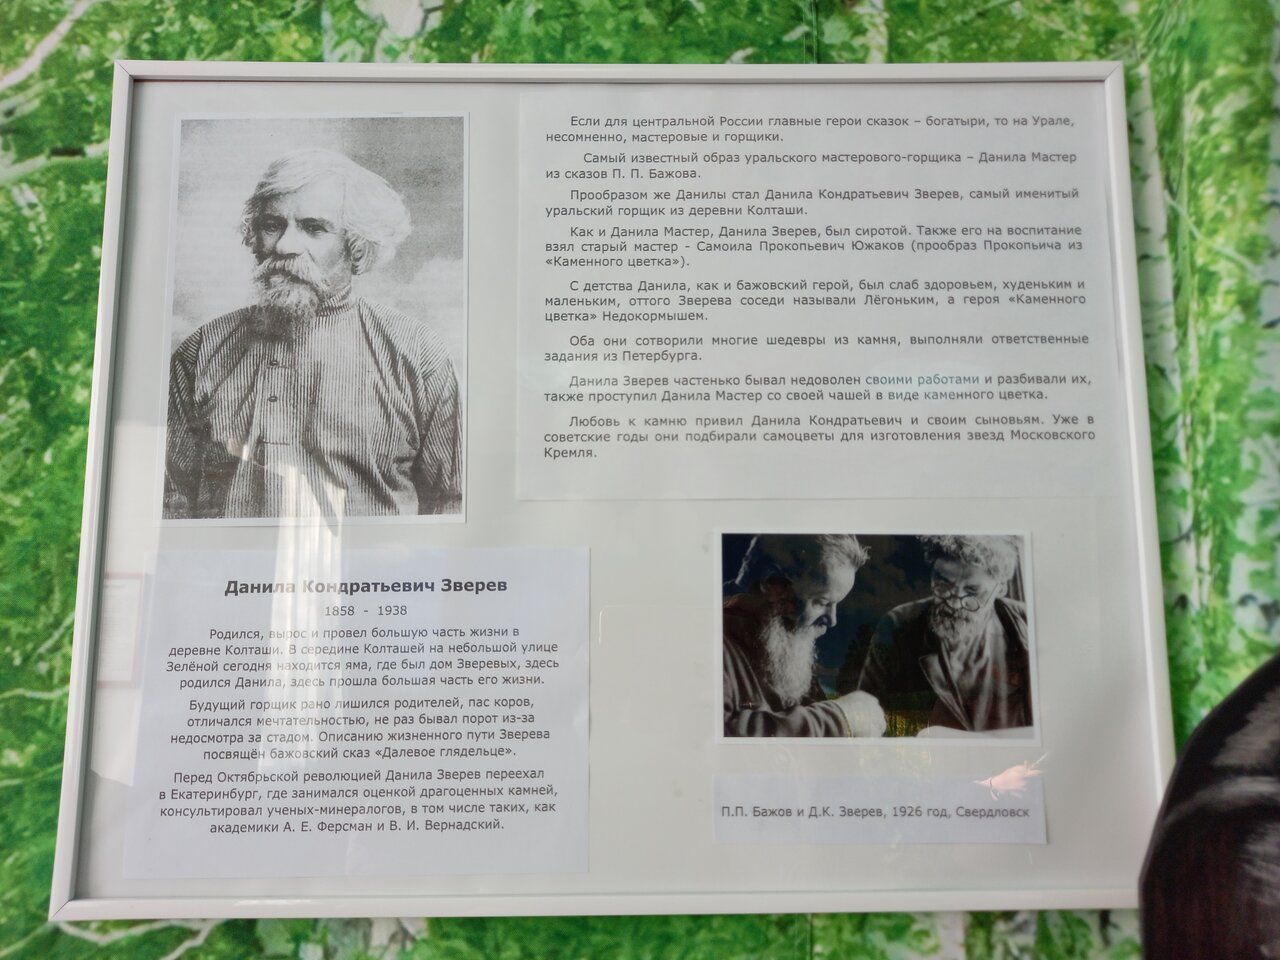 Если для центральной России главные герои сказок – богатыри, то на Урале,
несомненно, мастеровые и горщики.
Самый известный образ уральского мастерового-горщика – Данила Мастер
из сказов П. П. Бажова.
Прообразом же Данилы стал Данила Кондратьевич Зверев, самый именитый
уральский горщик из деревни Колташи.
Как и Данила Мастер, Данила Зверев, был сиротой. Также его на воспитание
взял старый мастер - Самоила Прокопьевич Южаков (прообраз Прокопьича из
«Каменного цветка»).
С детства Данила, как и бажовский герой, был слаб здоровьем, худеньким и
маленьким, оттого Зверева соседи называли Лёгоньким, а героя «Каменного
цветка» Недокормышем.
Оба они сотворили многие шедевры из камня, выполняли ответственные
задания из Петербурга.
Данила Зверев частенько бывал недоволен своими работами и разбивали их,
также проступил Данила Мастер со своей чашей в виде каменного цветка.
Любовь к камню привил Данила Кондратьевич и своим сыновьям. Уже в
советские годы они подбирали самоцветы для изготовления звезд Московского
Кремля.
Данила Кондратьевич Зверев
1858 - 1938
Родился, вырос и провел большую часть жизни в
деревне Колташи. В середине Колташей на небольшой улице
Зелёной сегодня находится яма, где был дом Зверевых, здесь
родился Данила, здесь прошла большая часть его жизни.
Будущий горщик рано лишился родителей, пас коров,
отличался мечтательностью, не раз бывал порот из-за
недосмотра за стадом. Описанию жизненного пути Зверева
посвящён бажовский сказ «Далевое глядельце».
Перед Октябрьской революцией Данила Зверев переехал
в Екатеринбург, где занимался оценкой драгоценных камней,
консультировал ученых-минералогов, в том числе таких, как
академики А. Е. Ферсман и В. И. Вернадский.
П.П. Бажов и Д.К. Зверев, 1926 год, Свердловск